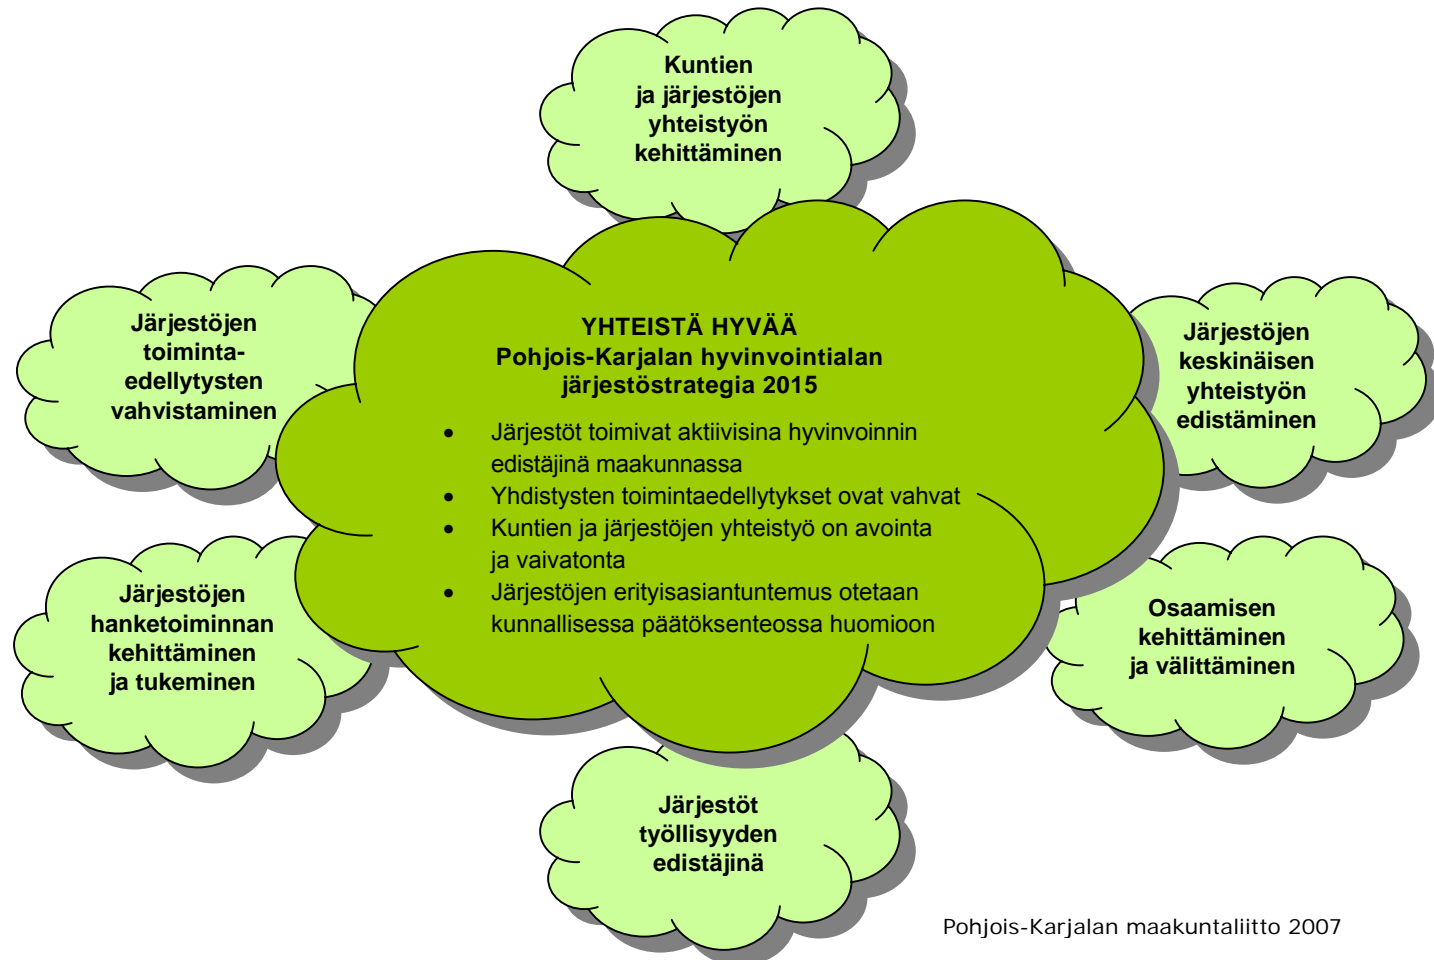 Kuntien
ja järjestöjen
yhteistyön
kehittäminen
Järjestöjen
toiminta-
edellytysten
vahvistaminen
YHTEISTÄ HYVÄÄ
Pohjois-Karjalan hyvinvointialan
järjestöstrategia 2015
• Järjestöt toimivat aktiivisina hyvinvoinnin
edistäjinä maakunnassa
• Yhdistysten toimintaedellytykset ovat vahvat
• Kuntien ja järjestöjen yhteistyö on avointa
ja vaivatonta
• Järjestöjen erityisasiantuntemus otetaan
kunnallisessa päätöksenteossa huomioon
Järjestöjen
keskinäisen
yhteistyön
edistäminen
Järjestöjen
hanketoiminnan
kehittäminen
ja tukeminen
Osaamisen
kehittäminen
ja välittäminen
Järjestöt
työllisyyden
edistäjinä
Pohjois-Karjalan maakuntaliitto 2007